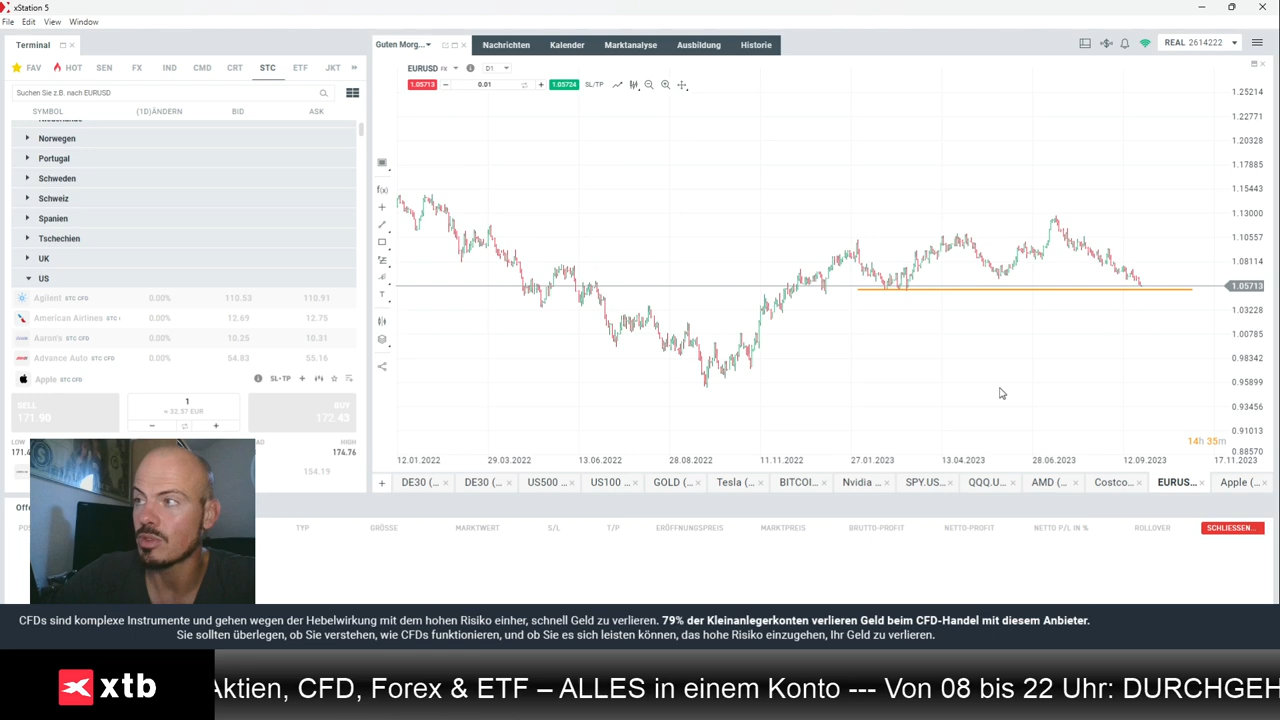 xStation 5
File Edit View Window
Terminal
Guten Morg...
Nachrichten
Kalender
Marktanalyse
Ausbildung
Historie
REAL 2614222
FAV
HOT
SEN
FX
IND
CMD
CRT
STC
ETF
JKT
EURUSD FX
D1
1.05713
0.01
1.05724
SL/TP
Suchen Sie z.B. nach EURUSD
SYMBOL
(1D)ÄNDERN
BID
ASK
Norwegen
Portugal
Schweden
Schweiz
Spanien
Tschechien
UK
US
Agilent STC CFD 0.00% 110.53 110.91
American Airlines STC 0.00% 12.69 12.75
Aaron's STC CFD 0.00% 10.25 10.31
Advance Auto STC CFD 0.00% 54.83 55.16
Apple STC CFD
SL•TP
SELL
171.90
1
≈ 32.57 EUR
BUY
172.43
LOW
HIGH
174.76
154.19
1.25214
1.22771
1.20328
1.17885
1.15443
1.13000
1.10557
1.08114
1.05713
1.03228
1.00785
0.98342
0.95899
0.93456
0.91013
0.88570
14h 35m
12.01.2022
29.03.2022
13.06.2022
28.08.2022
11.11.2022
27.01.2023
13.04.2023
28.06.2023
12.09.2023
17.11.2023
DE30 (...
DE30 (...
US500 ...
US100 ...
GOLD (...
Tesla (...
BITCOI...
Nvidia ...
SPY.US...
QQQ.U...
AMD (...
Costco...
EURUS...
Apple (...
TYP
GRÖSSE
MARKTWERT
S/L
T/P
ERÖFFNUNGSPREIS
MARKTPREIS
BRUTTO-PROFIT
NETTO-PROFIT
NETTO P/L IN %
ROLLOVER
SCHLIESSEN...
CFDs sind komplexe Instrumente und gehen wegen der Hebelwirkung mit dem hohen Risiko einher, schnell Geld zu verlieren. 79% der Kleinanlegerkonten verlieren Geld beim CFD-Handel mit diesem Anbieter.
Sie sollten überlegen, ob Sie verstehen, wie CFDs funktionieren, und ob Sie es sich leisten können, das hohe Risiko einzugehen, Ihr Geld zu verlieren.
xtb
Aktien, CFD, Forex & ETF – ALLES in einem Konto --- Von 08 bis 22 Uhr: DURCHGEH